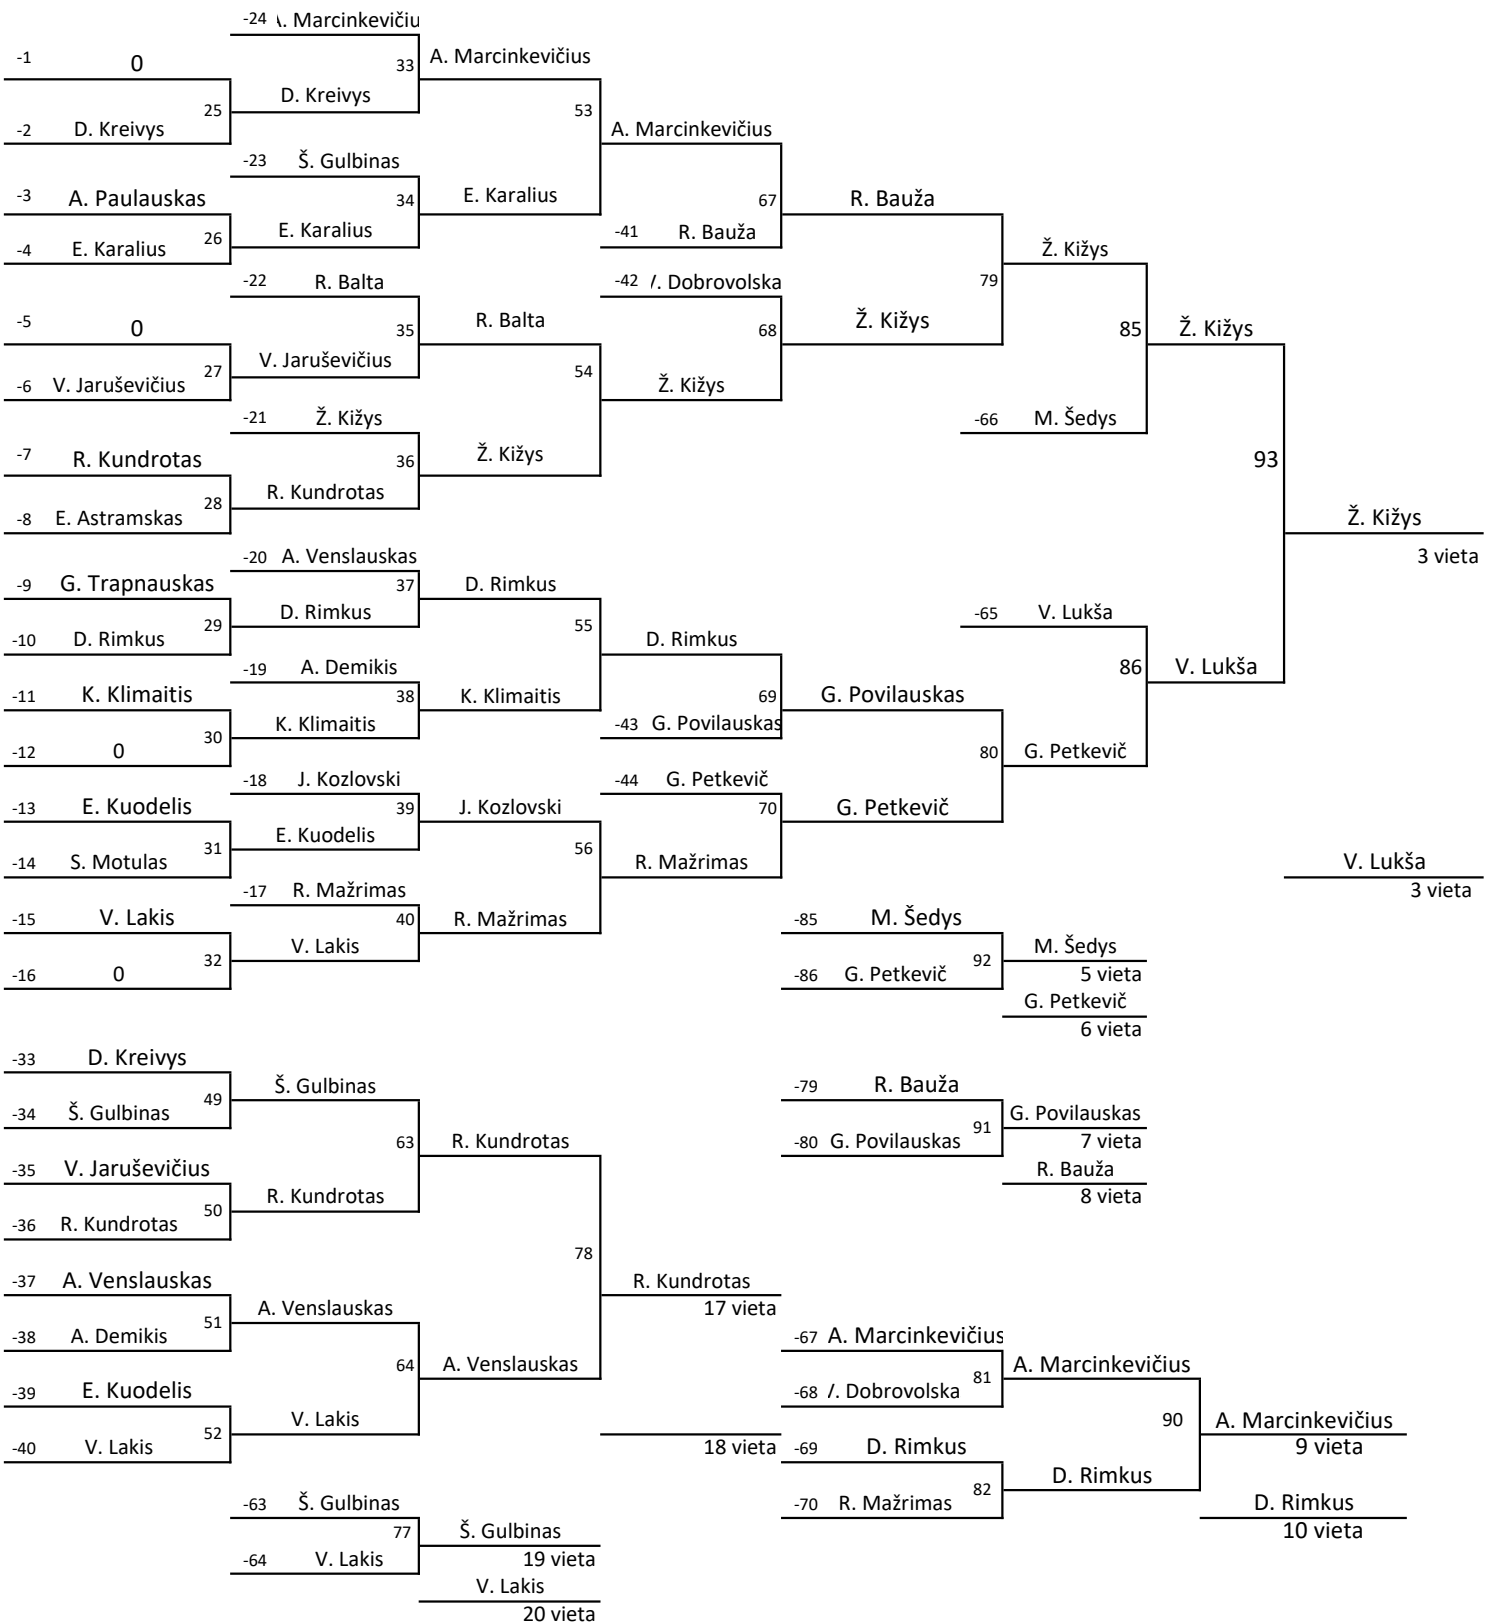 -24 \. Marcinkevičiu
-1 0 33 A. Marcinkevičius
25 D. Kreivys 53
-2 D. Kreivys A. Marcinkevičius
-23 Š. Gulbinas
-3 A. Paulauskas 34 E. Karalius 67 R. Bauža
26 E. Karalius -41 R. Bauža
-4 E. Karalius Ž. Kižys
-22 R. Balta -42 /. Dobrovolska 79
-5 0 35 R. Balta 68 Ž. Kižys 85 Ž. Kižys
27 V. Jaruševičius 54
-6 V. Jaruševičius Ž. Kižys
-21 Ž. Kižys -66 M. Šedys
-7 R. Kundrotas 36 Ž. Kižys 93
28 R. Kundrotas
-8 E. Astramskas Ž. Kižys
3 vieta
-20 A. Venslauskas
-9 G. Trapnauskas 37 D. Rimkus
29 D. Rimkus 55 -65 V. Lukša
-10 D. Rimkus D. Rimkus
-19 A. Demikis 86 V. Lukša
-11 K. Klimaitis 38 K. Klimaitis 69 G. Povilauskas
30 K. Klimaitis -43 G. Povilauskas
-12 0 80 G. Petkevič
-18 J. Kozlovski -44 G. Petkevič
-13 E. Kuodelis 39 J. Kozlovski 70 G. Petkevič
31 E. Kuodelis 56
-14 S. Motulas R. Mažrimas V. Lukša
3 vieta
-17 R. Mažrimas
-15 V. Lakis 40 R. Mažrimas -85 M. Šedys
32 V. Lakis 92 M. Šedys
-16 0 -86 G. Petkevič 5 vieta
G. Petkevič
6 vieta
-33 D. Kreivys
49 Š. Gulbinas -79 R. Bauža
-34 Š. Gulbinas 91 G. Povilauskas
63 R. Kundrotas -80 G. Povilauskas 7 vieta
-35 V. Jaruševičius R. Bauža
50 R. Kundrotas 8 vieta
-36 R. Kundrotas
78
-37 A. Venslauskas R. Kundrotas
51 A. Venslauskas 17 vieta
-38 A. Demikis -67 A. Marcinkevičius
64 A. Venslauskas 81 A. Marcinkevičius
-39 E. Kuodelis -68 /. Dobrovolska
52 V. Lakis 90 A. Marcinkevičius
-40 V. Lakis 18 vieta -69 D. Rimkus 9 vieta
82 D. Rimkus
-63 Š. Gulbinas -70 R. Mažrimas D. Rimkus
77 Š. Gulbinas 10 vieta
-64 V. Lakis 19 vieta
V. Lakis
20 vieta